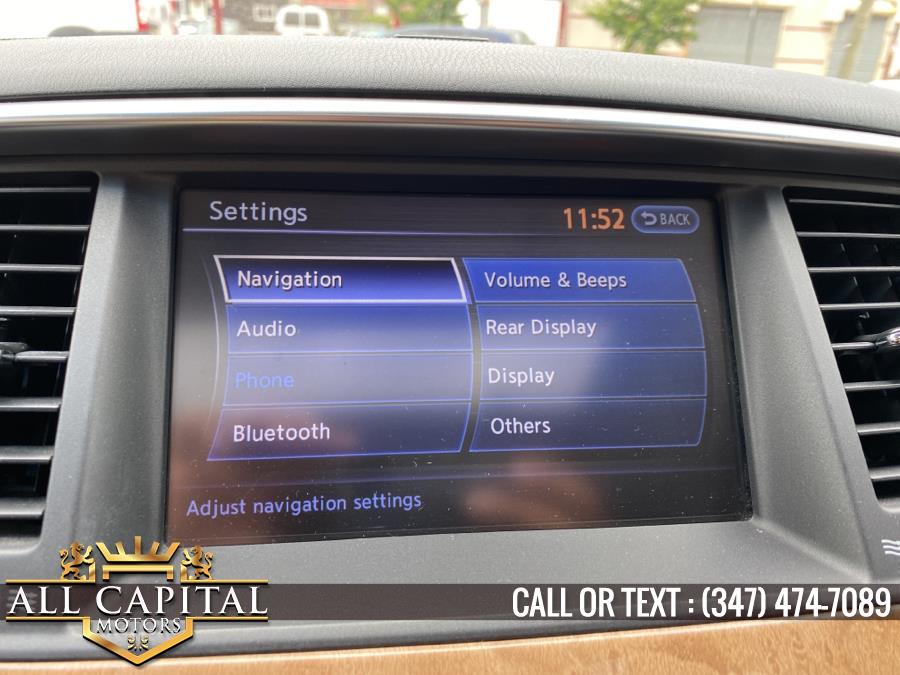 Settings
11:52
BACK
Navigation
Volume & Beeps
Audio
Rear Display
Phone
Display
Bluetooth
Others
Adjust navigation settings
ALL CAPITAL
MOTORS
CALL OR TEXT : (347) 474-7089